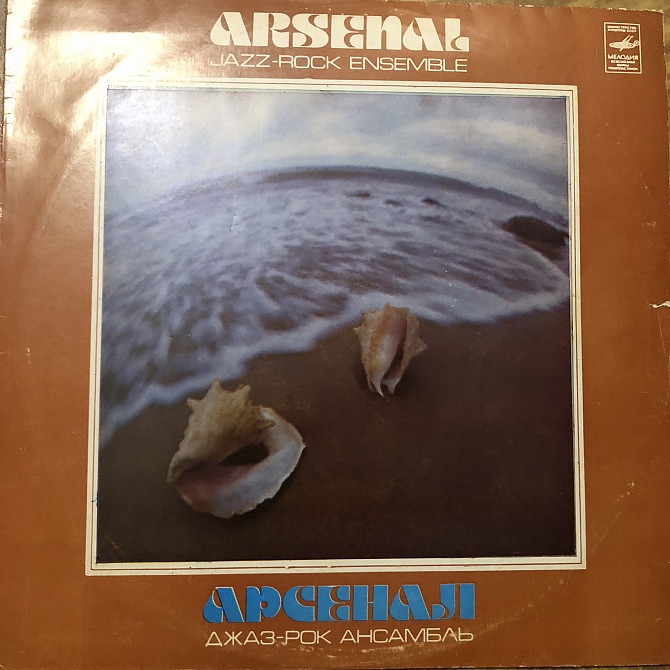 ARSENAL
JAZZ-ROCK ENSEMBLE
МЕЛОДИЯ
АРСЕНАЛ
ДЖАЗ-РОК АНСАМБЛЬ